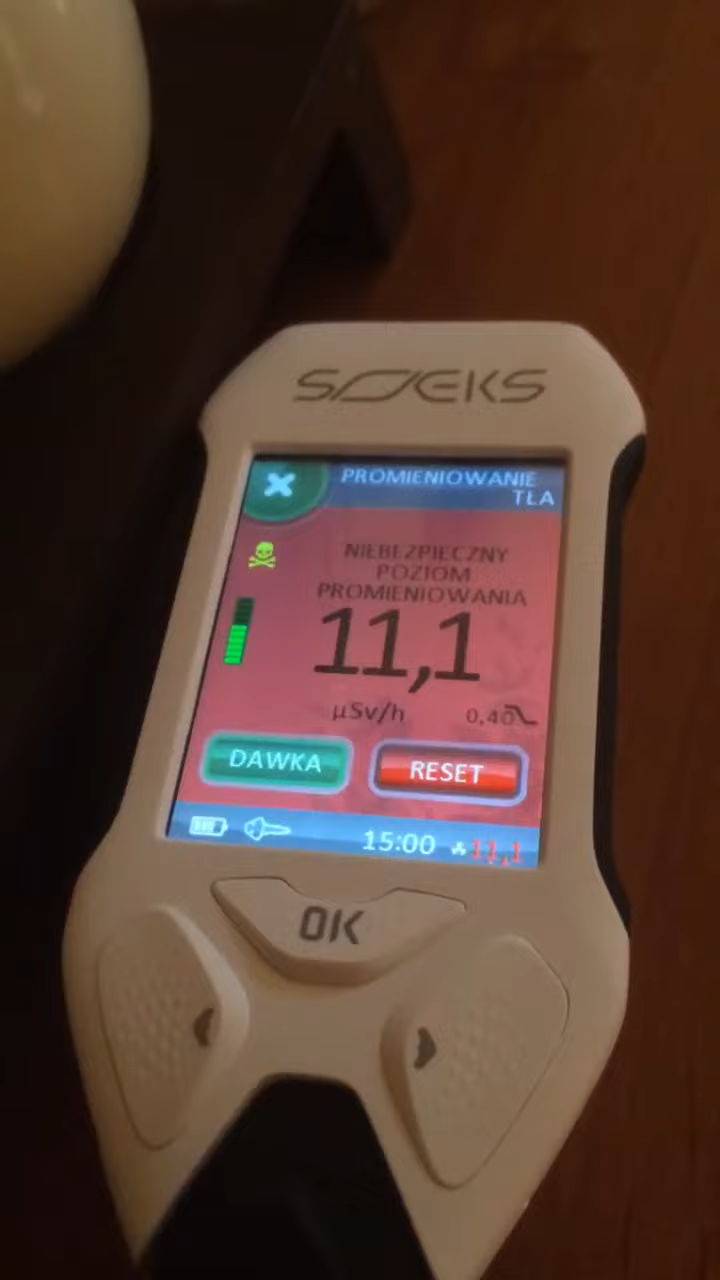 SOEKS
PROMIENIOWANIE
TŁA
NIEBEZPIECZNY
POZIOM
PROMIENIOWANIA
11,1
µSv/h 0,40
DAWKA RESET
15:00 11,1
OK